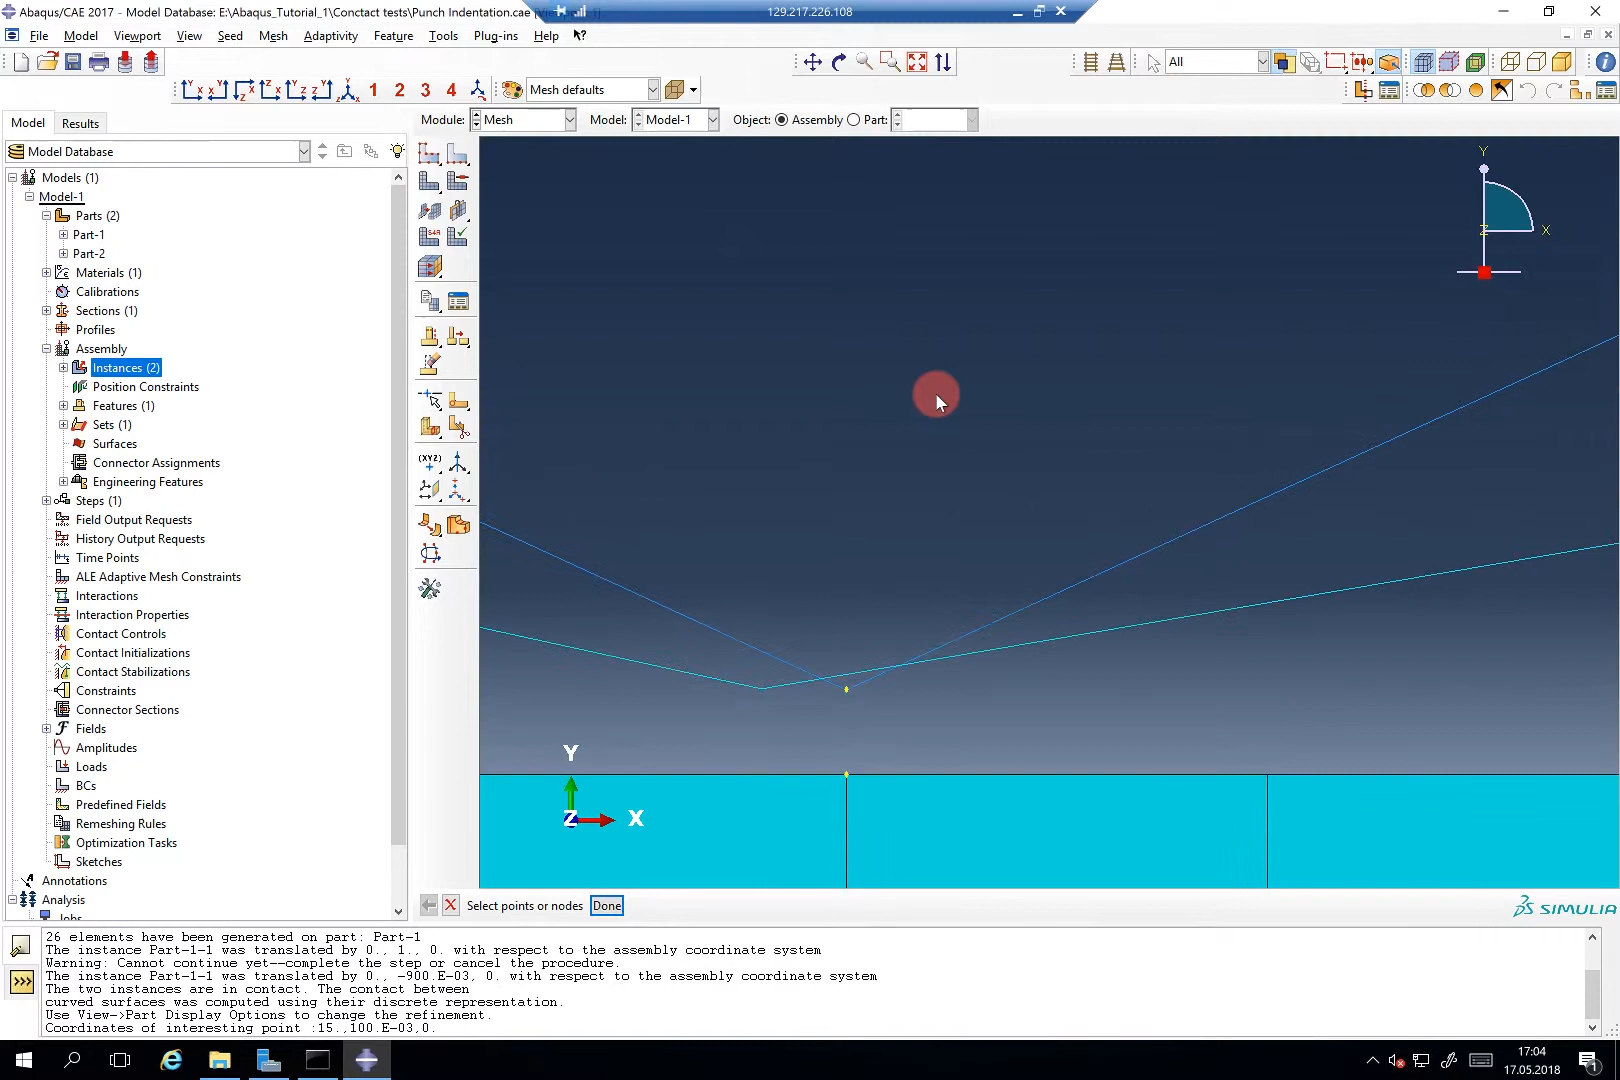 Abaqus/CAE 2017 - Model Database: E:\Abaqus_Tutorial_1\Conctact tests\Punch Indentation.cae
129.217.226.108
File Model Viewport View Seed Mesh Adaptivity Feature Tools Plug-ins Help
All
1 2 3 4
Mesh defaults
Model Results
Module: Mesh Model: Model-1 Object: Assembly Part:
Model Database
Models (1)
Model-1
Parts (2)
Part-1
Part-2
Materials (1)
Calibrations
Sections (1)
Profiles
Assembly
Instances (2)
Position Constraints
Features (1)
Sets (1)
Surfaces
Connector Assignments
Engineering Features
Steps (1)
Field Output Requests
History Output Requests
Time Points
ALE Adaptive Mesh Constraints
Interactions
Interaction Properties
Contact Controls
Contact Initializations
Contact Stabilizations
Constraints
Connector Sections
Fields
Amplitudes
Loads
BCs
Predefined Fields
Remeshing Rules
Optimization Tasks
Sketches
Annotations
Analysis
Jobs
(XYZ)
Y
Z X
Y
Z X
Select points or nodes Done
SIMULIA
26 elements have been generated on part: Part-1
The instance Part-1-1 was translated by 0., 1., 0. with respect to the assembly coordinate system
Warning: Cannot continue yet--complete the step or cancel the procedure.
The instance Part-1-1 was translated by 0., -900.E-03, 0. with respect to the assembly coordinate system
The two instances are in contact. The contact between
curved surfaces was computed using their discrete representation.
Use View->Part Display Options to change the refinement.
Coordinates of interesting point :15.,100.E-03,0.
17:04
17.05.2018